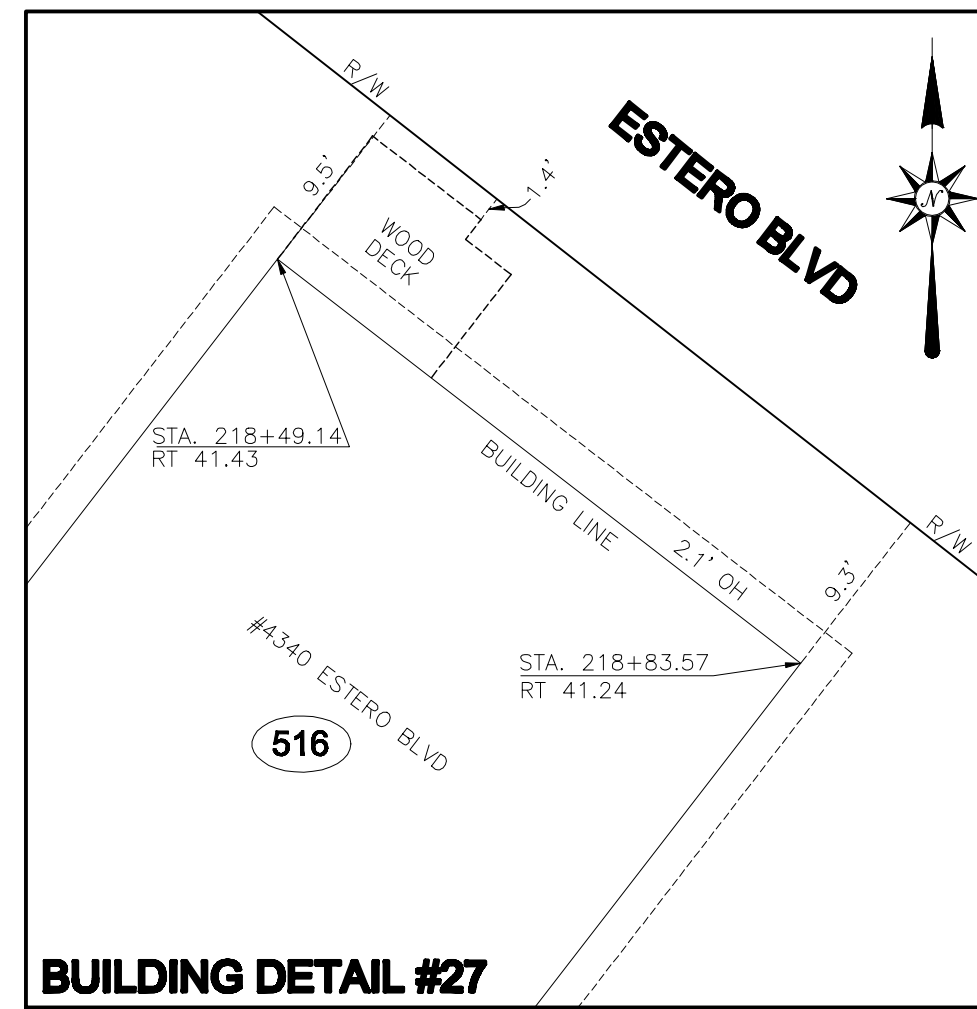 R/W
ESTERO BLVD
N
9.5'
1.4'
WOOD
DECK
STA. 218+49.14
RT 41.43
BUILDING LINE
2.1' OH
R/W
9.3'
STA. 218+83.57
RT 41.24
#4340 ESTERO BLVD
516
BUILDING DETAIL #27